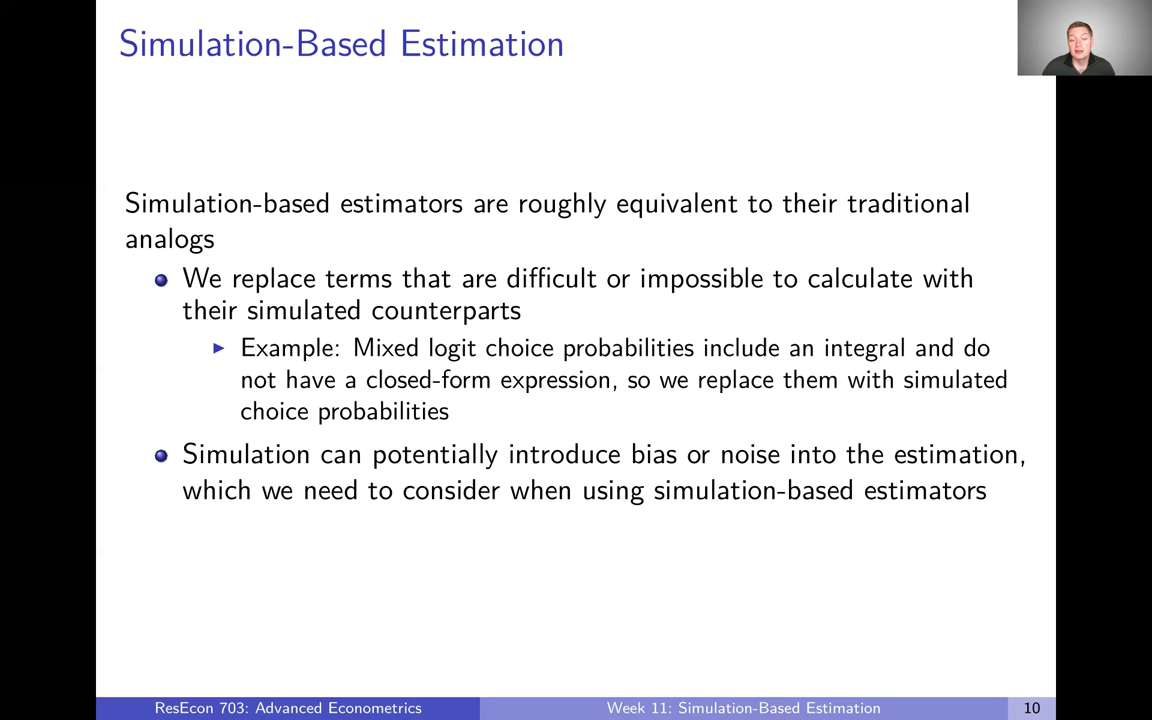 Simulation-Based Estimation
Simulation-based estimators are roughly equivalent to their traditional
analogs
We replace terms that are difficult or impossible to calculate with
their simulated counterparts
Example: Mixed logit choice probabilities include an integral and do
not have a closed-form expression, so we replace them with simulated
choice probabilities
Simulation can potentially introduce bias or noise into the estimation,
which we need to consider when using simulation-based estimators
ResEcon 703: Advanced Econometrics
Week 11: Simulation-Based Estimation
10